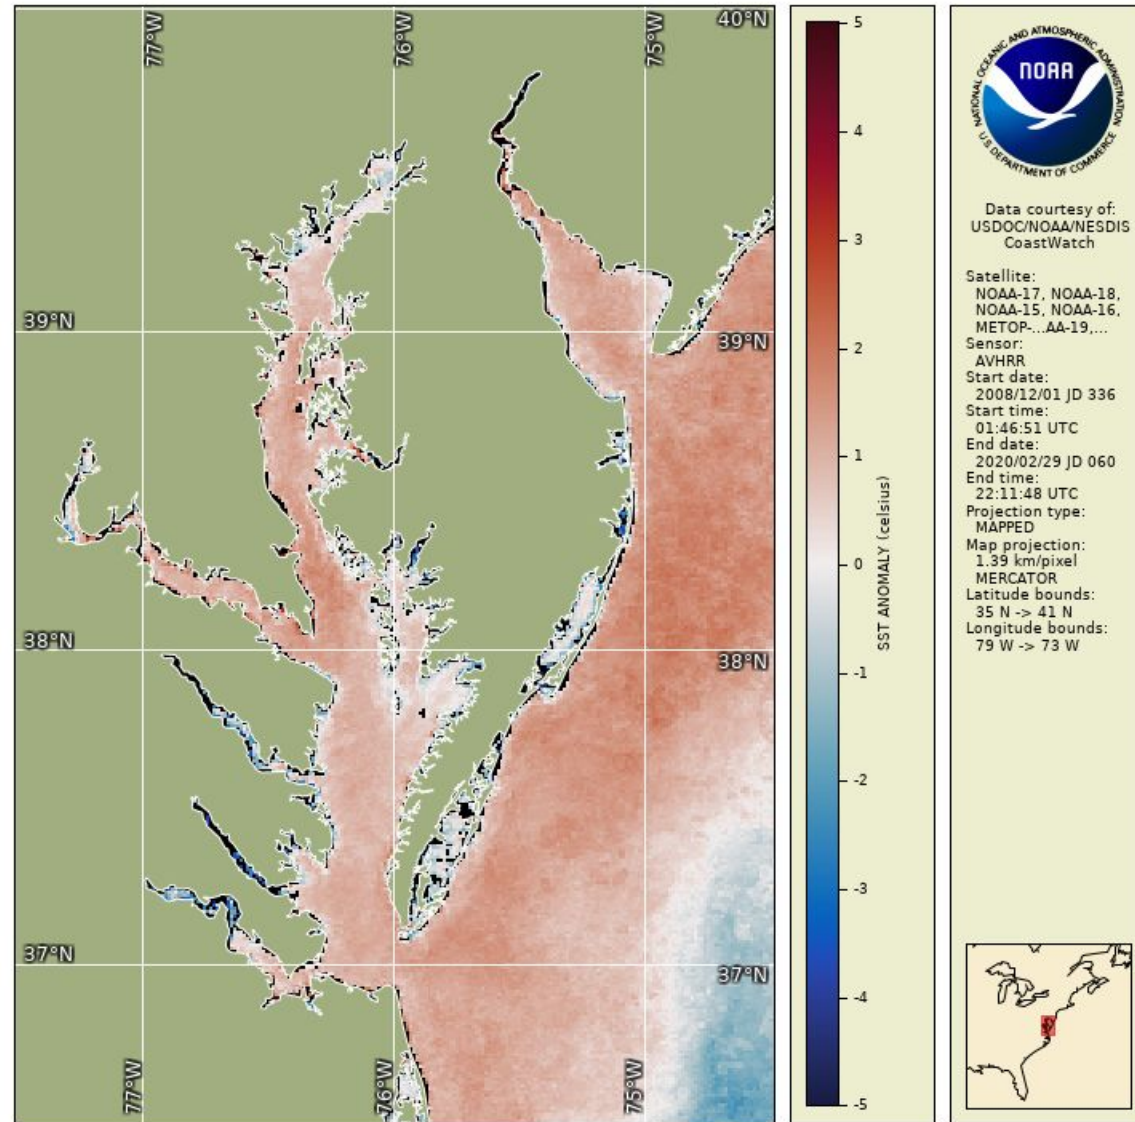 77°W
76°W
75°W
40°N
39°N
39°N
38°N
38°N
37°N
37°N
77°W
76°W
75°W
5
4
3
2
1
0
-1
-2
-3
-4
-5
SST ANOMALY (celsius)
NATIONAL OCEANIC AND ATMOSPHERIC ADMINISTRATION
NOAA
U.S. DEPARTMENT OF COMMERCE
Data courtesy of:
USDOC/NOAA/NESDIS
CoastWatch
Satellite:
NOAA-17, NOAA-18,
NOAA-15, NOAA-16,
METOP-...AA-19,...
Sensor:
AVHRR
Start date:
2008/12/01 JD 336
Start time:
01:46:51 UTC
End date:
2020/02/29 JD 060
End time:
22:11:48 UTC
Projection type:
MAPPED
Map projection:
1.39 km/pixel
MERCATOR
Latitude bounds:
35 N -> 41 N
Longitude bounds:
79 W -> 73 W